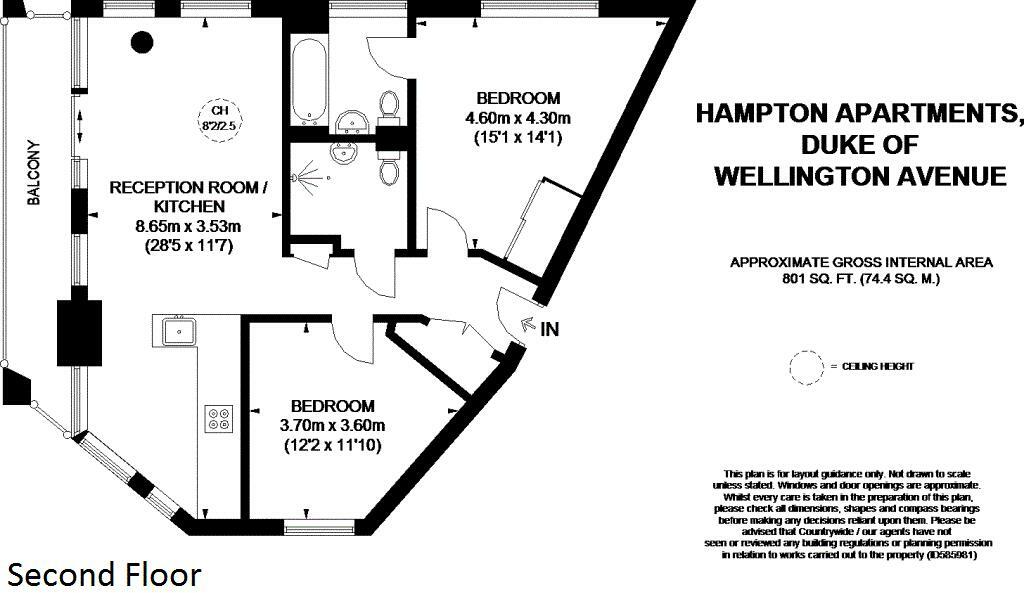 CH
8'2/2.5
BEDROOM
4.60m x 4.30m
(15'1 x 14'1)
BALCONY
RECEPTION ROOM /
KITCHEN
8.65m x 3.53m
(28'5 x 11'7)
IN
BEDROOM
3.70m x 3.60m
(12'2 x 11'10)
Second Floor
HAMPTON APARTMENTS,
DUKE OF
WELLINGTON AVENUE
APPROXIMATE GROSS INTERNAL AREA
801 SQ. FT. (74.4 SQ. M.)
= CEILING HEIGHT
This plan is for layout guidance only. Not drawn to scale
unless stated. Windows and door openings are approximate.
Whilst every care is taken in the preparation of this plan,
please check all dimensions, shapes and compass bearings
before making any decisions reliant upon them. Please be
advised that Countrywide / our agents have not
seen or reviewed any building regulations or planning permission
in relation to works carried out to the property (ID585981)